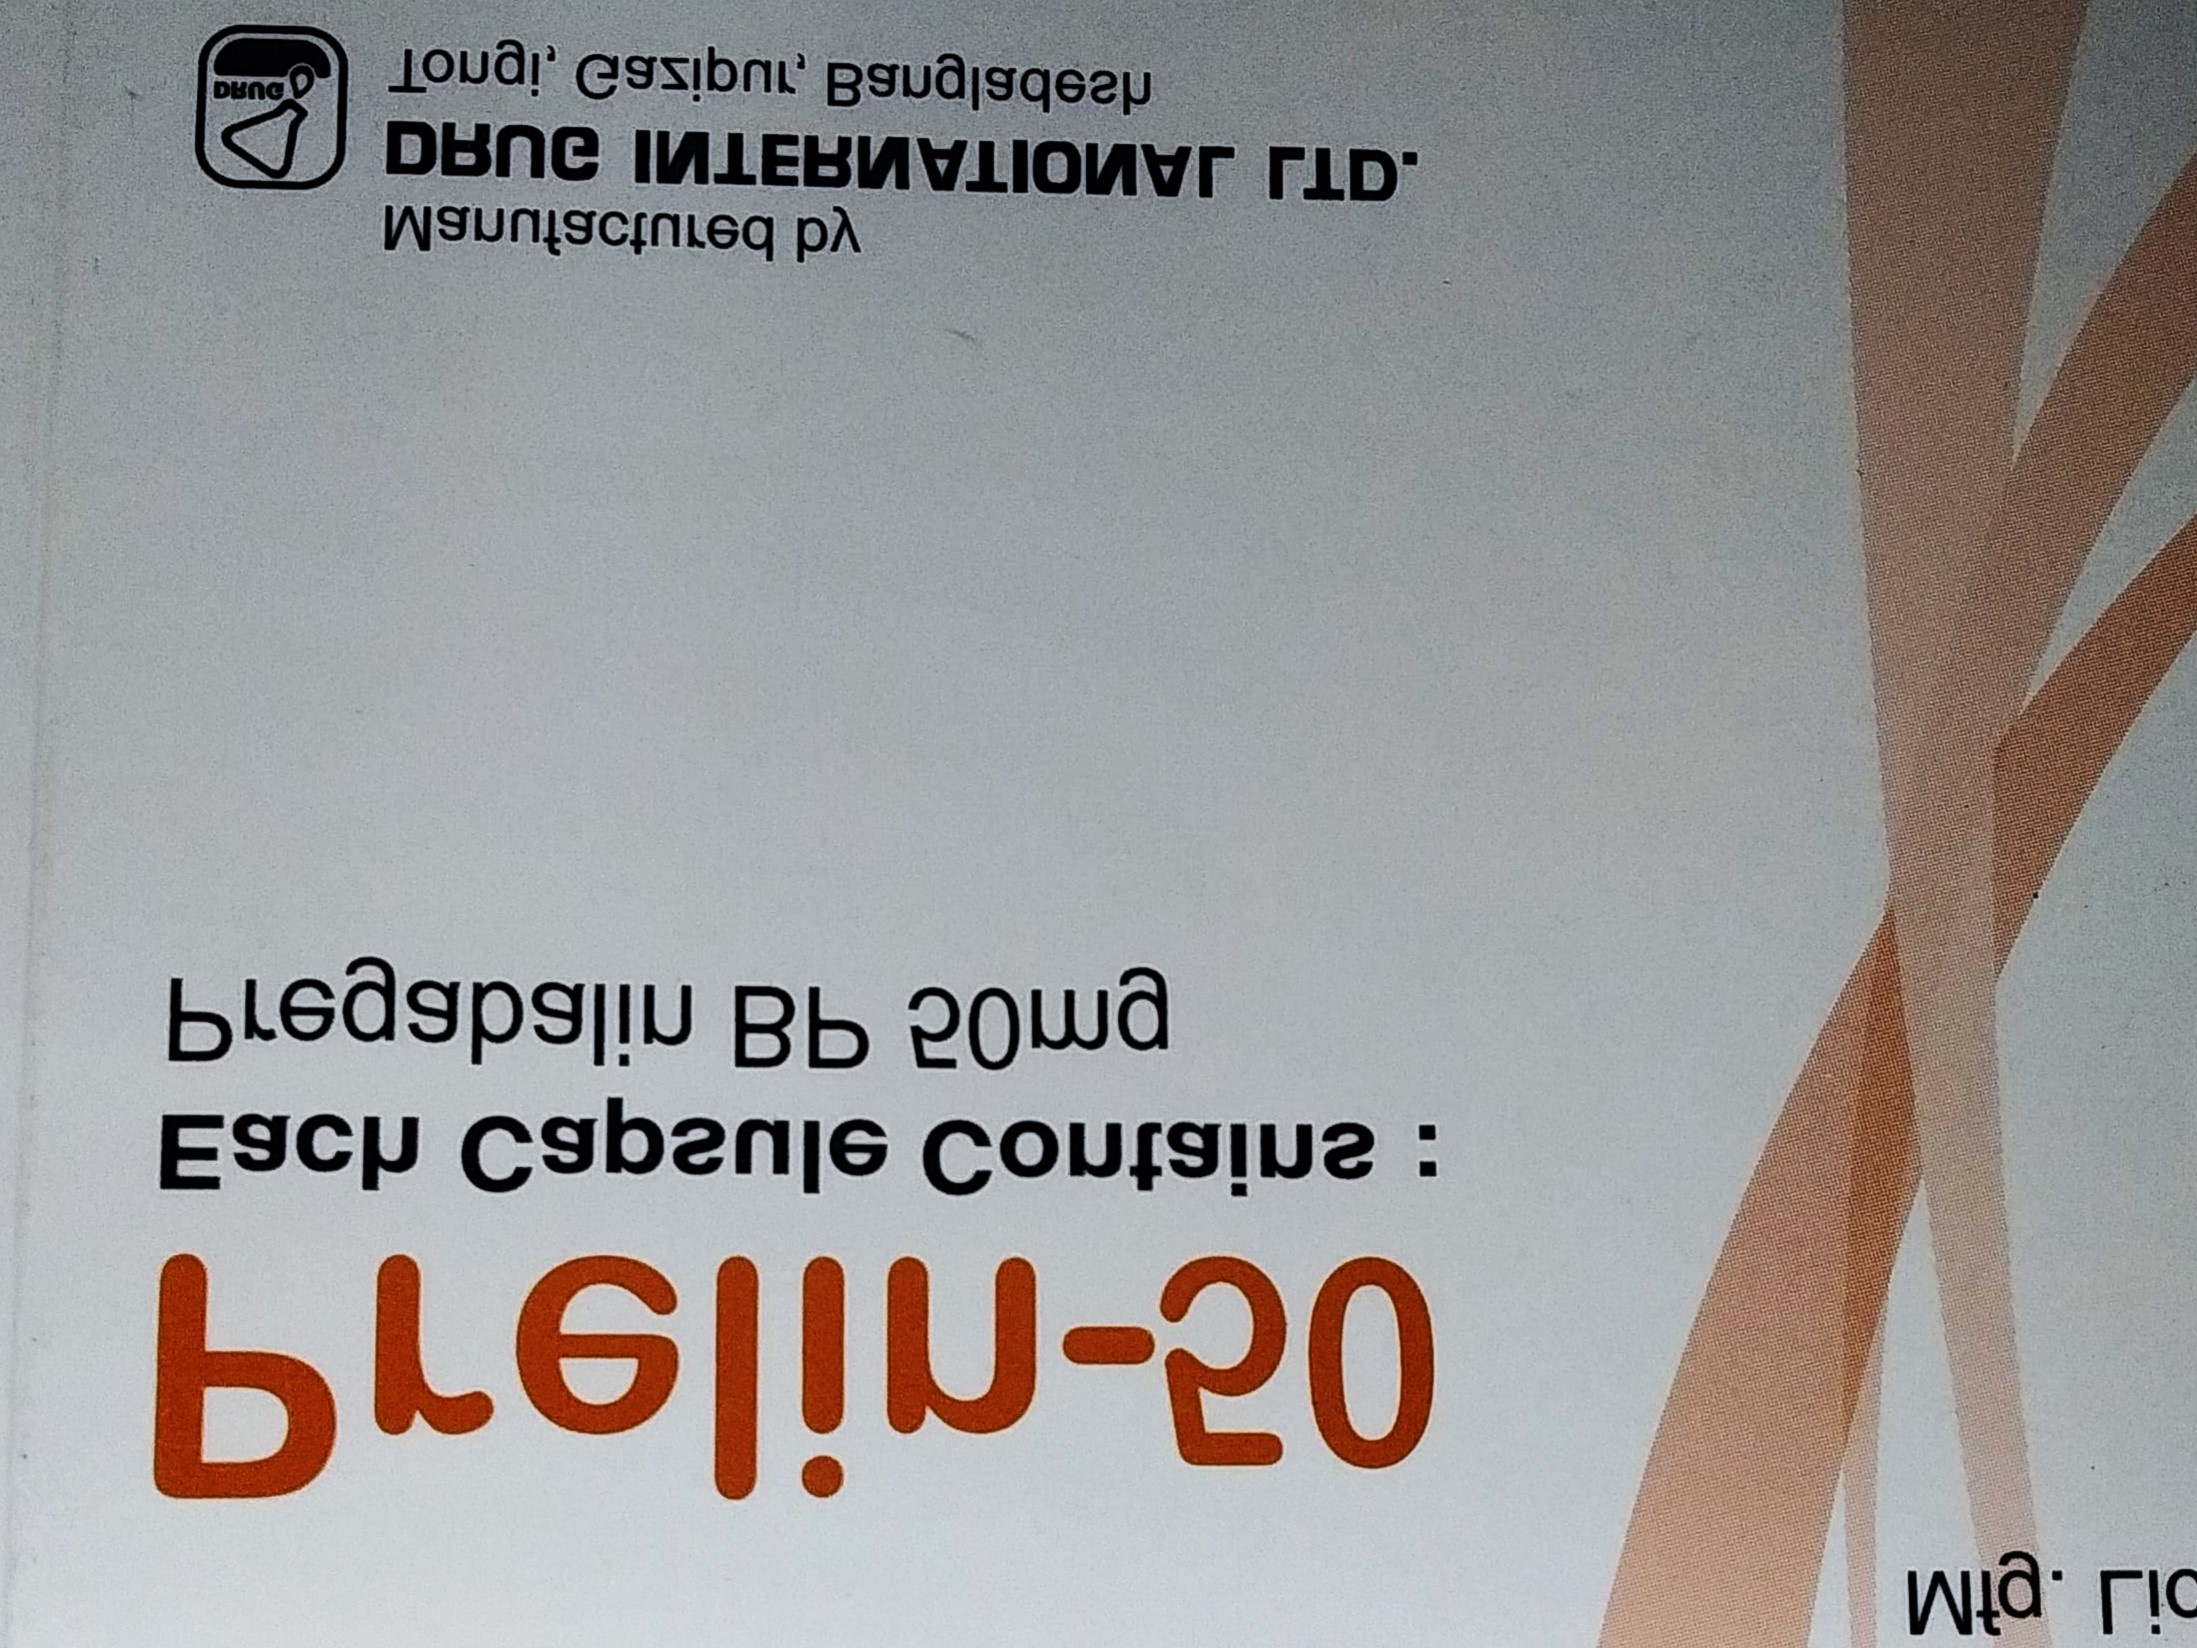 Mfg. Lic
Prelin-50
Each Capsule Contains :
Pregabalin BP 50mg
Manufactured by
DRUG INTERNATIONAL LTD.
Tongi, Gazipur, Bangladesh
DRUG